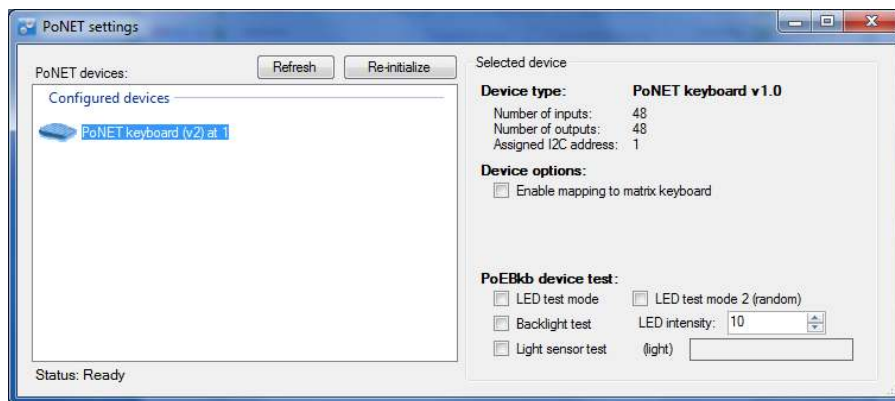 PoNET settings
PoNET devices:
Refresh
Re-initialize
Configured devices
PoNET keyboard (v2) at 1
Status: Ready
Selected device
Device type: PoNET keyboard v1.0
Number of inputs: 48
Number of outputs: 48
Assigned I2C address: 1
Device options:
Enable mapping to matrix keyboard
PoEBkb device test:
LED test mode
LED test mode 2 (random)
Backlight test
LED intensity: 10
Light sensor test
(light)